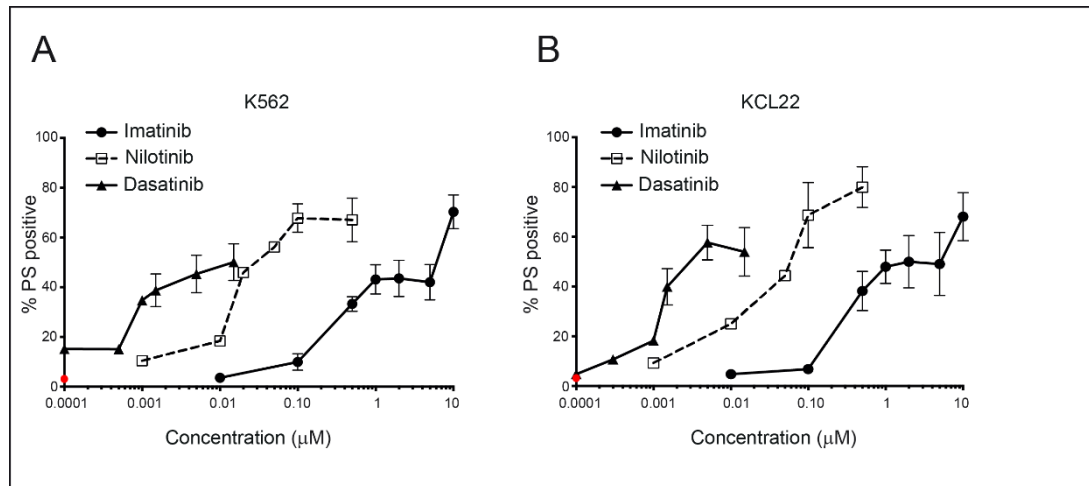 A
K562
Imatinib
Nilotinib
Dasatinib
% PS positive
100
80
60
40
20
0
0.0001
0.001
0.01
0.10
1
10
Concentration (μM)
B
KCL22
Imatinib
Nilotinib
Dasatinib
% PS positive
100
80
60
40
20
0
0.0001
0.001
0.01
0.10
1
10
Concentration (μM)